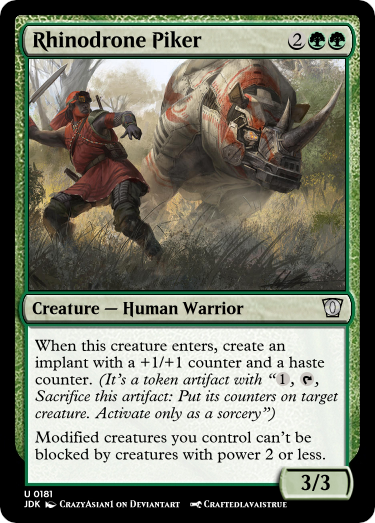 Rhinodrone Piker 2
Creature — Human Warrior
When this creature enters, create an
implant with a +1/+1 counter and a haste
counter. (It's a token artifact with “1, ,
Sacrifice this artifact: Put its counters on target
creature. Activate only as a sorcery”)
Modified creatures you control can't be
blocked by creatures with power 2 or less.
3/3
U 0181
JDK CrazyAsian1 on Deviantart Craftedlavaistrue